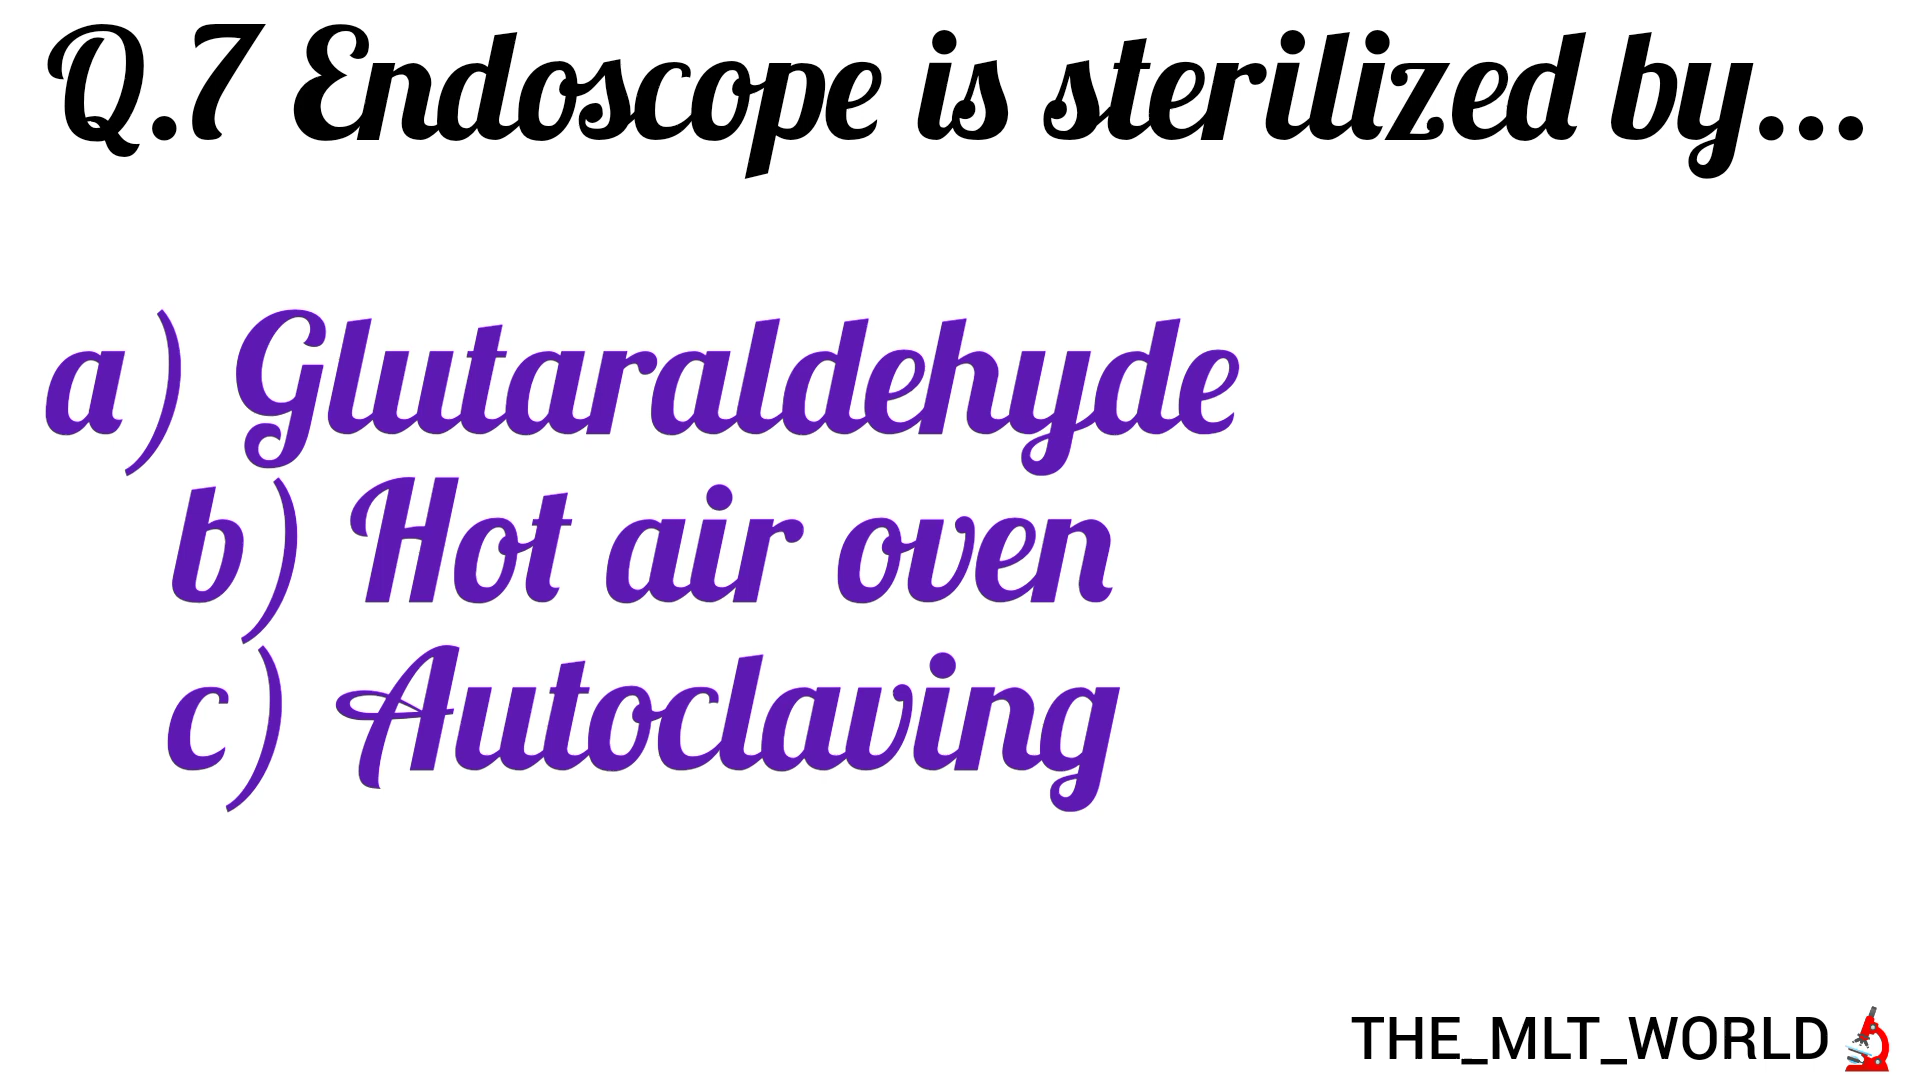 Q.7 Endoscope is sterilized by...
a) Glutaraldehyde
b) Hot air oven
c) Autoclaving
THE_MLT_WORLD